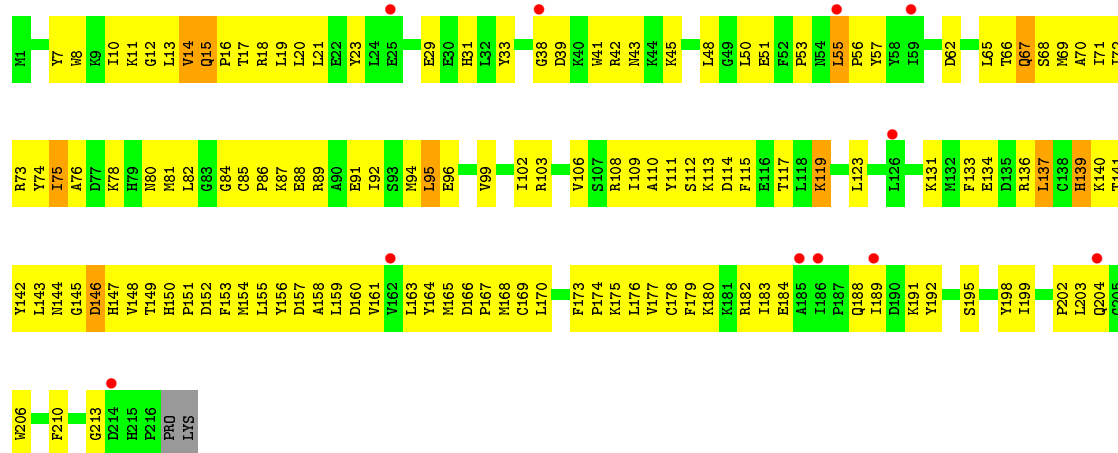 M1 Y7 W8 K9 I10 K11 G12 L13 V14 Q15 P16 T17 R18 L19 L20 L21 E22 Y23 L24 E25 E29 E30 H31 L32 Y33 G38 D39 K40 W41 R42 N43 K44 K45 L48 G49 L50 E51 F52 P53 N54 L55 P56 Y57 Y58 I59 D62 L65 T66 Q67 S68 M69 A70 I71 I72
R73 Y74 I75 A76 D77 K78 H79 N80 M81 L82 G83 G84 C85 P86 K87 E88 R89 A90 E91 I92 S93 M94 L95 E96 V99 I102 R103 V106 S107 R108 I109 A110 Y111 S112 K113 D114 F115 E116 T117 L118 K119 L123 L126 K131 M132 F133 E134 D135 R136 L137 C138 H139 K140 T141
Y142 L143 N144 G145 D146 H147 V148 T149 H150 P151 D152 F153 M154 L155 Y156 D157 A158 L159 D160 V161 V162 L163 Y164 M165 D166 P167 M168 C169 L170 F173 P174 K175 L176 V177 C178 F179 K180 K181 R182 I183 E184 A185 I186 P187 Q188 I189 D190 K191 Y192 S195 Y198 I199 P202 L203 Q204 G205
W206 F210 G213 D214 H215 P216 PRO LYS